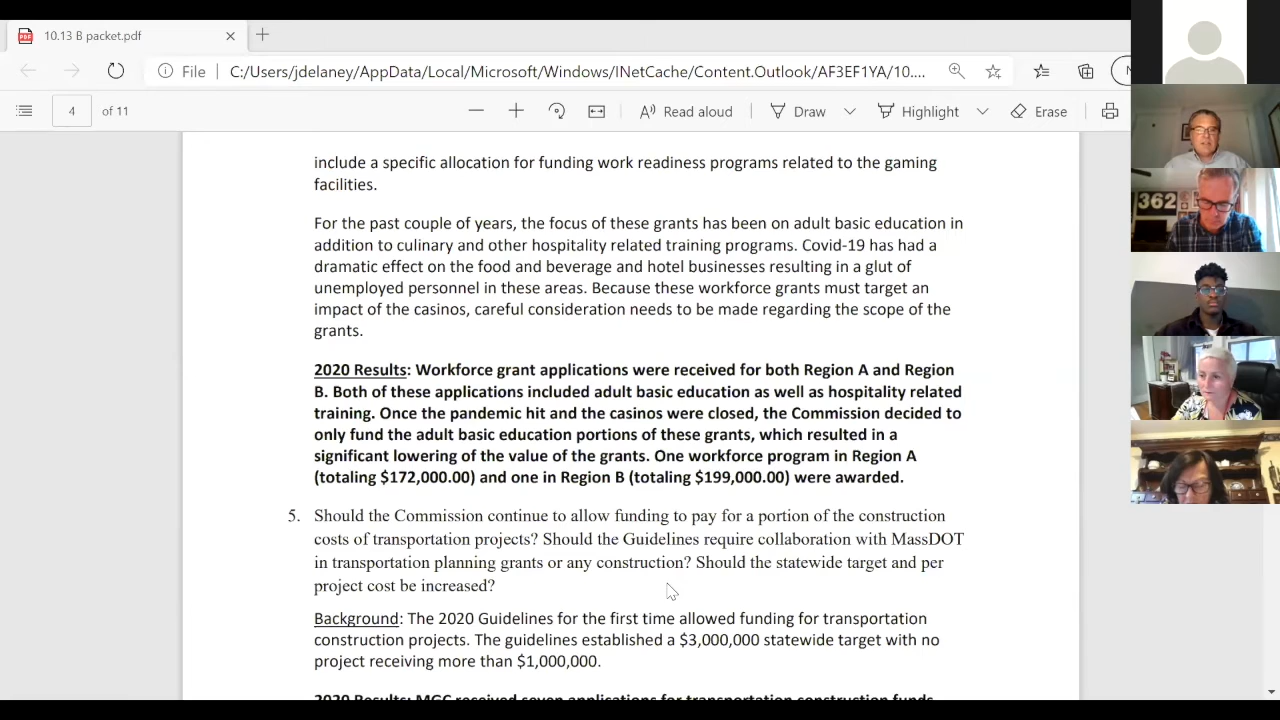 10.13 B packet.pdf
File C:/Users/jdelaney/AppData/Local/Microsoft/Windows/INetCache/Content.Outlook/AF3EF1YA/10....
4 of 11 Read aloud Draw Highlight Erase
include a specific allocation for funding work readiness programs related to the gaming
facilities.
For the past couple of years, the focus of these grants has been on adult basic education in
addition to culinary and other hospitality related training programs. Covid-19 has had a
dramatic effect on the food and beverage and hotel businesses resulting in a glut of
unemployed personnel in these areas. Because these workforce grants must target an
impact of the casinos, careful consideration needs to be made regarding the scope of the
grants.
2020 Results: Workforce grant applications were received for both Region A and Region
B. Both of these applications included adult basic education as well as hospitality related
training. Once the pandemic hit and the casinos were closed, the Commission decided to
only fund the adult basic education portions of these grants, which resulted in a
significant lowering of the value of the grants. One workforce program in Region A
(totaling $172,000.00) and one in Region B (totaling $199,000.00) were awarded.
5. Should the Commission continue to allow funding to pay for a portion of the construction
costs of transportation projects? Should the Guidelines require collaboration with MassDOT
in transportation planning grants or any construction? Should the statewide target and per
project cost be increased?
Background: The 2020 Guidelines for the first time allowed funding for transportation
construction projects. The guidelines established a $3,000,000 statewide target with no
project receiving more than $1,000,000.
2020 Results: MGC received seven applications for transportation construction funds
362